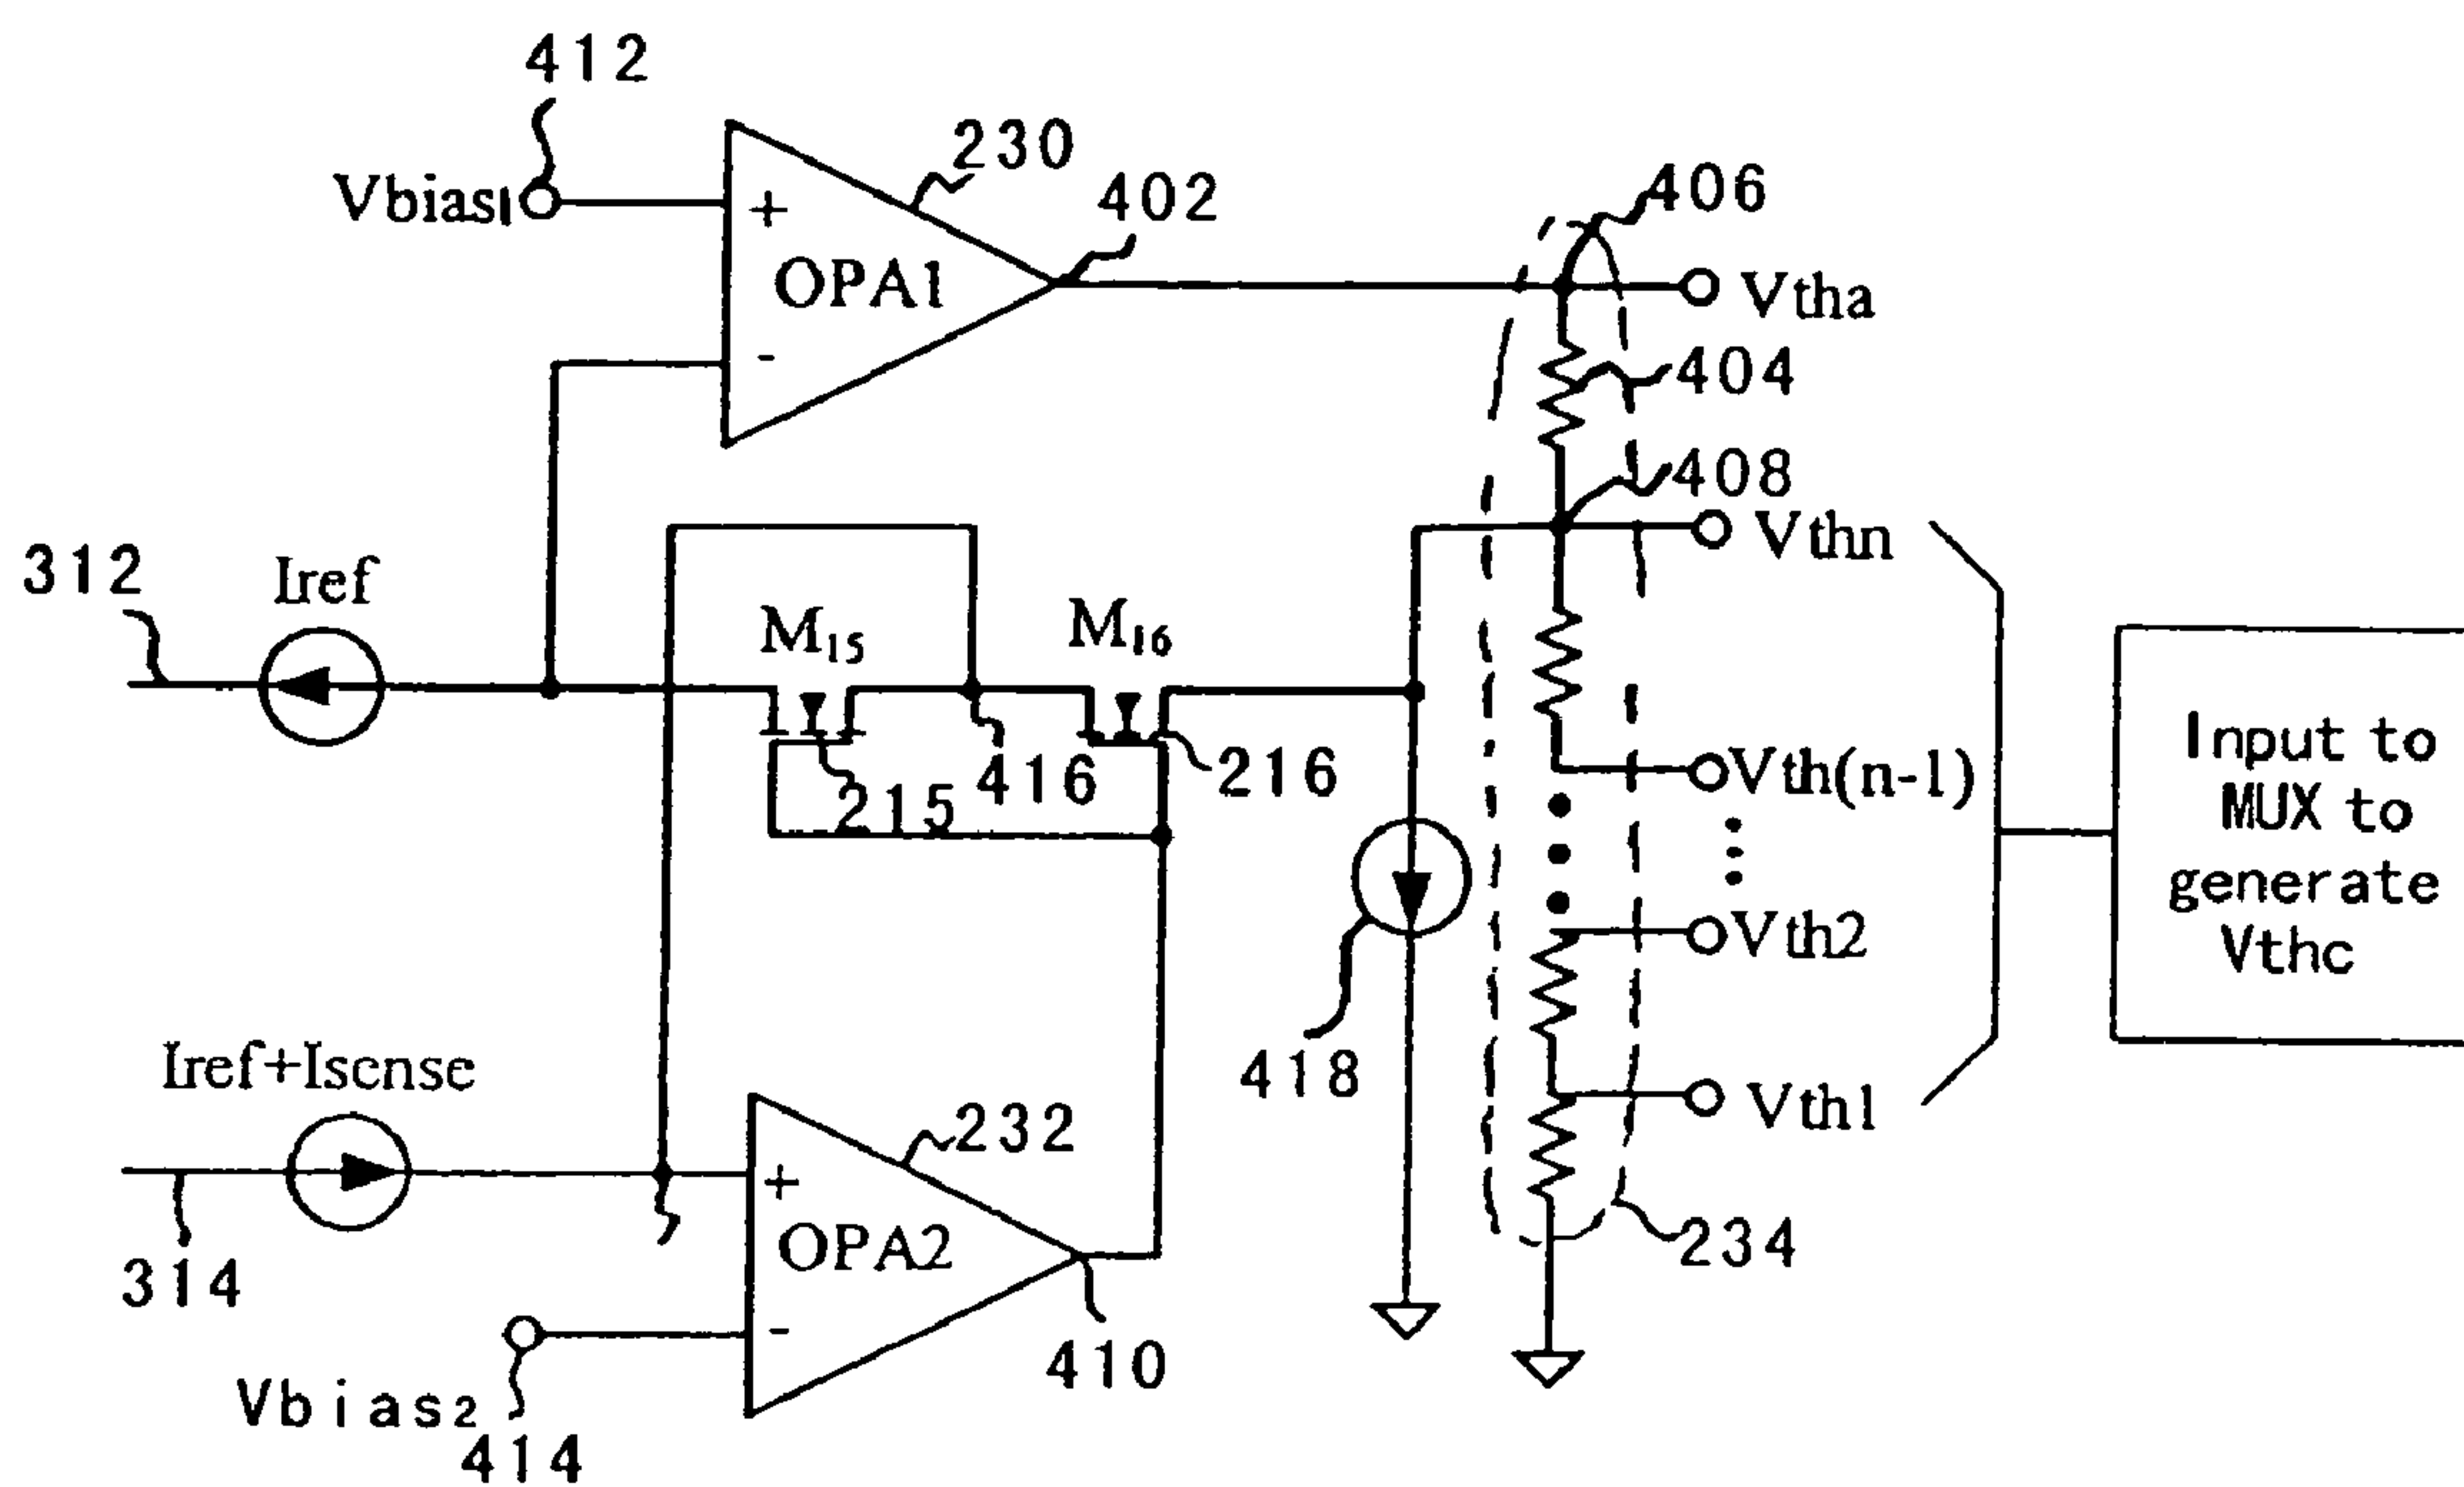 412
230
402
406
Vbias1
+
OPA1
-
Vtha
404
408
Vthn
312
Iref
M15
M16
416
216
215
Vth(n-1)
Input to
MUX to
generate
Vthc
Vth2
418
Vth1
Iref+Isense
232
+
OPA2
-
314
234
410
Vbias2
414